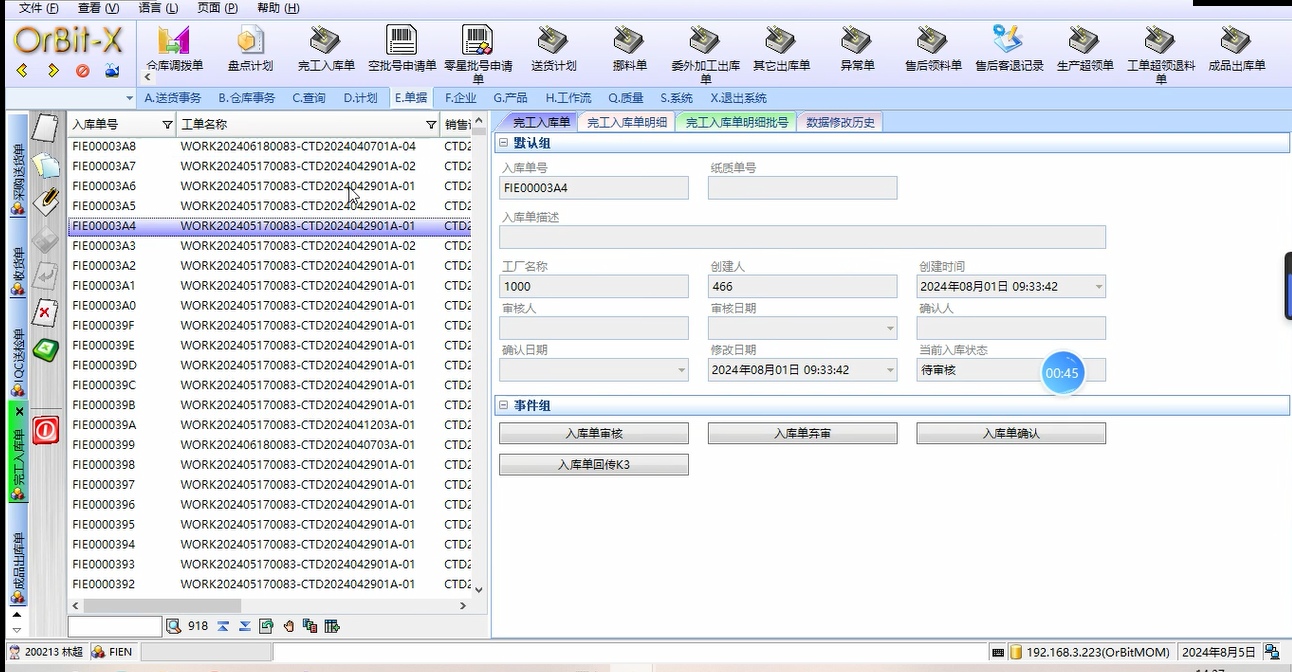 文件 (F) 查看 (V) 语言 (L) 页面 (P) 帮助 (H)
OrBit-X
仓库调拨单 盘点计划 完工入库单 空批号申请单 零星批号申请单 送货计划 挪料单 委外加工出库单 其它出库单 异常单 售后领料单 售后客退记录 生产超领单 工单超领退料单 成品出库单
A.送货事务 B.仓库事务 C.查询 D.计划 E.单据 F.企业 G.产品 H.工作流 Q.质量 S.系统 X.退出系统
采购送货单
收货单
IQC送检单
完工入库单
成品出库单
入库单号 工单名称
FIE00003A8 WORK202406180083-CTD2024040701A-04 CTD2
FIE00003A7 WORK202405170083-CTD2024042901A-02 CTD2
FIE00003A6 WORK202405170083-CTD2024042901A-01 CTD2
FIE00003A5 WORK202405170083-CTD2024042901A-02 CTD2
FIE00003A4 WORK202405170083-CTD2024042901A-01 CTD2
FIE00003A3 WORK202405170083-CTD2024042901A-02 CTD2
FIE00003A2 WORK202405170083-CTD2024042901A-01 CTD2
FIE00003A1 WORK202405170083-CTD2024042901A-01 CTD2
FIE00003A0 WORK202405170083-CTD2024042901A-01 CTD2
FIE000039F WORK202405170083-CTD2024042901A-01 CTD2
FIE000039E WORK202405170083-CTD2024042901A-01 CTD2
FIE000039D WORK202405170083-CTD2024042901A-01 CTD2
FIE000039C WORK202405170083-CTD2024042901A-01 CTD2
FIE000039B WORK202405170083-CTD2024042901A-01 CTD2
FIE000039A WORK202405170083-CTD2024041203A-01 CTD2
FIE0000399 WORK202406180083-CTD2024040703A-01 CTD2
FIE0000398 WORK202405170083-CTD2024042901A-01 CTD2
FIE0000397 WORK202405170083-CTD2024042901A-01 CTD2
FIE0000396 WORK202405170083-CTD2024042901A-01 CTD2
FIE0000395 WORK202405170083-CTD2024042901A-01 CTD2
FIE0000394 WORK202405170083-CTD2024042901A-01 CTD2
FIE0000393 WORK202405170083-CTD2024042901A-01 CTD2
FIE0000392 WORK202405170083-CTD2024042901A-01 CTD2
918
完工入库单 完工入库单明细 完工入库单明细批号 数据修改历史
默认组
入库单号 纸质单号
FIE00003A4
入库单描述
工厂名称 创建人 创建时间
1000 466 2024年08月01日 09:33:42
审核人 审核日期 确认人
确认日期 修改日期 当前入库状态
2024年08月01日 09:33:42 待审核
00:45
事件组
入库单审核 入库单弃审 入库单确认
入库单回传K3
200213 林超 FIEN 192.168.3.223(OrBitMOM) 2024年8月5日